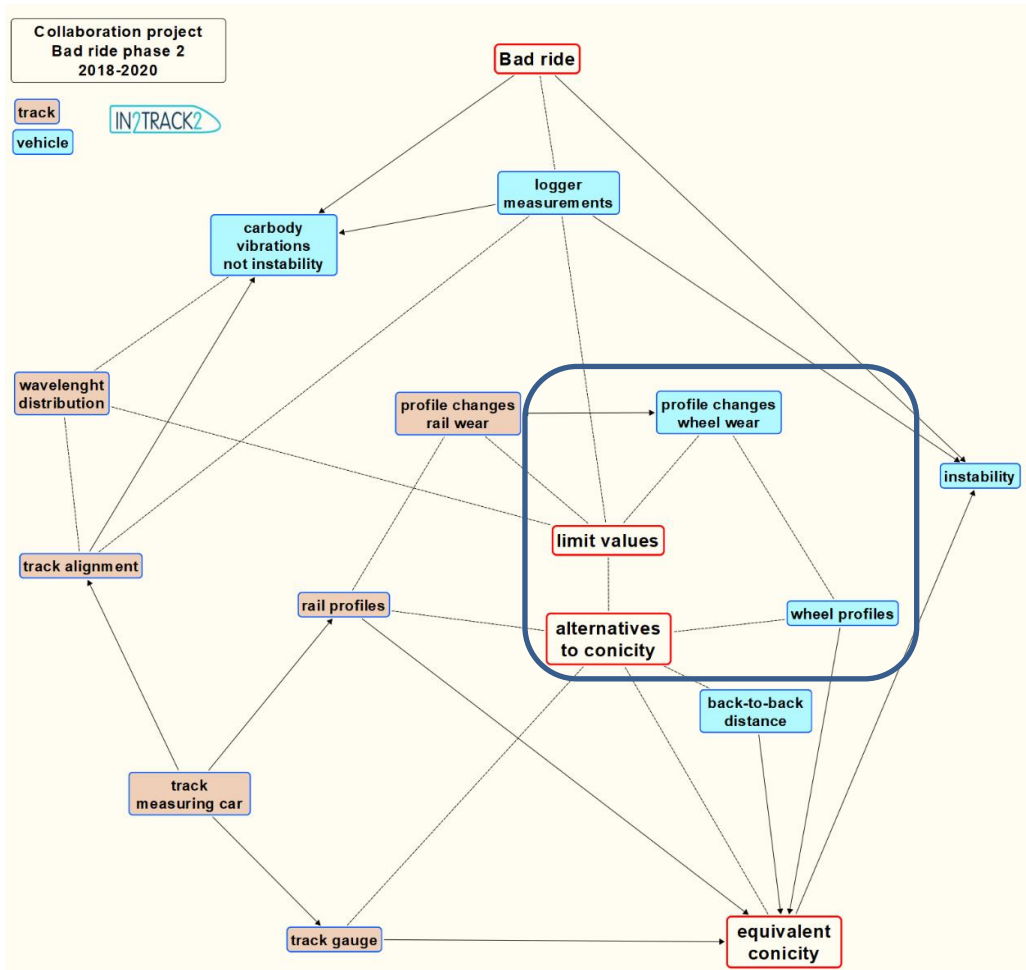 Collaboration project
Bad ride phase 2
2018-2020
Bad ride
track
IN2TRACK2
vehicle
logger
measurements
carbody
vibrations
not instability
wavelenght
distribution
profile changes
rail wear
profile changes
wheel wear
instability
limit values
track alignment
rail profiles
wheel profiles
alternatives
to conicity
back-to-back
distance
track
measuring car
track gauge
equivalent
conicity